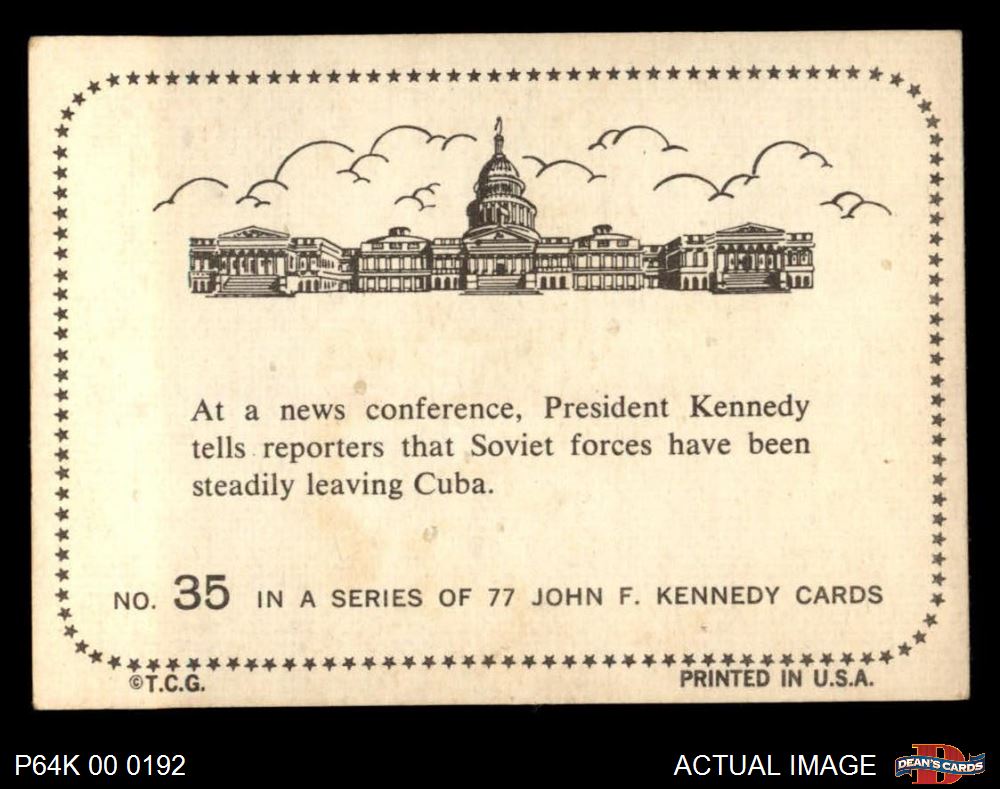 At a news conference, President Kennedy
tells reporters that Soviet forces have been
steadily leaving Cuba.
NO. 35 IN A SERIES OF 77 JOHN F. KENNEDY CARDS
©T.C.G.
PRINTED IN U.S.A.
P64K 00 0192
ACTUAL IMAGE
D
DEAN'S CARDS